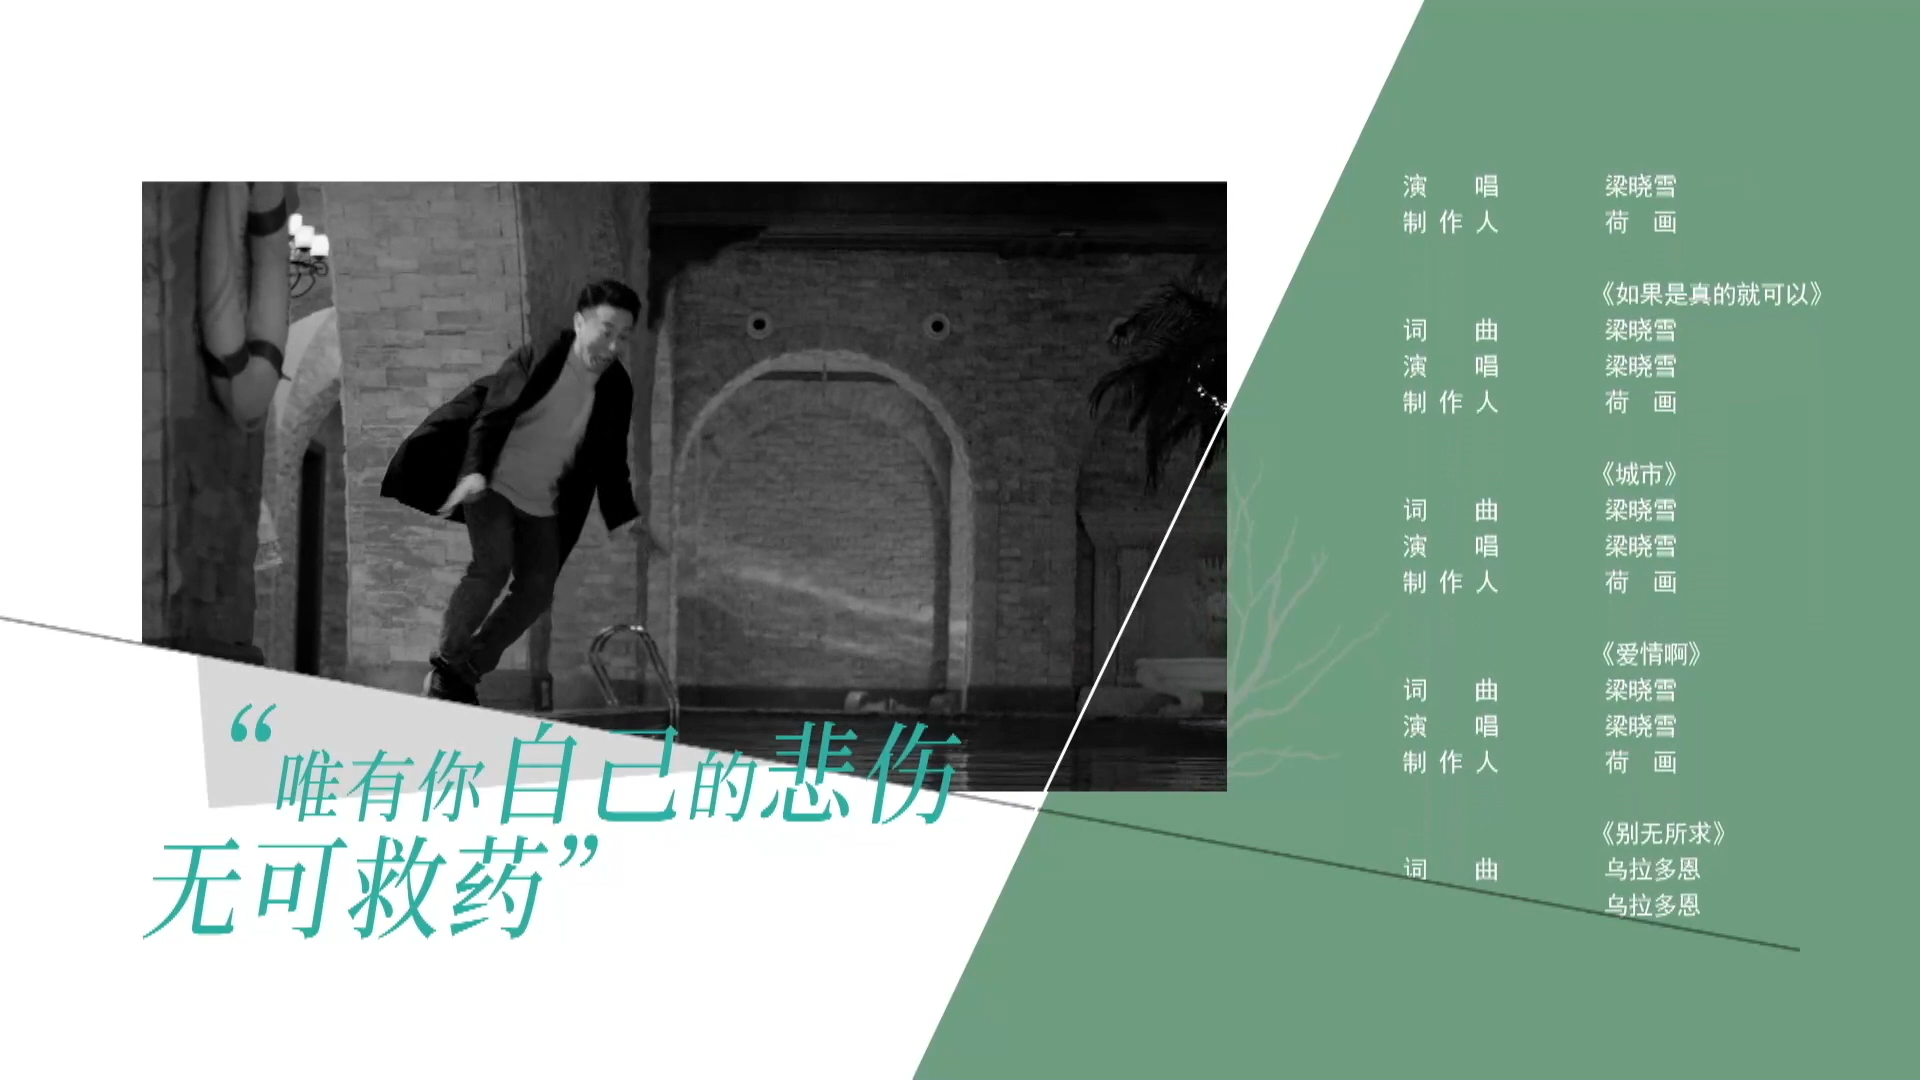 “唯有你自己的悲伤
无可救药”
演 唱 梁晓雪
制 作 人 荷 画
《如果是真的就可以》
词 曲 梁晓雪
演 唱 梁晓雪
制 作 人 荷 画
《城市》
词 曲 梁晓雪
演 唱 梁晓雪
制 作 人 荷 画
《爱情啊》
词 曲 梁晓雪
演 唱 梁晓雪
制 作 人 荷 画
《别无所求》
词 曲 乌拉多恩
乌拉多恩